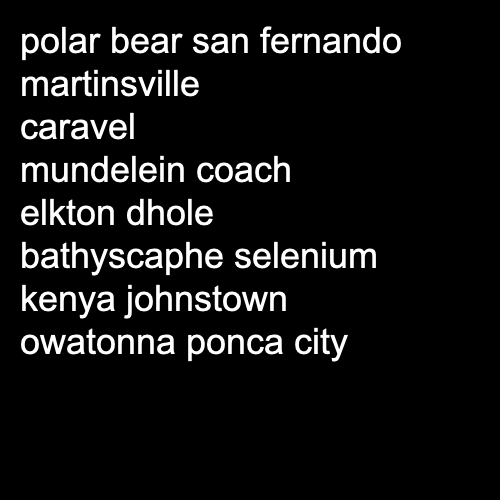 polar bear san fernando
martinsville
caravel
mundelein coach
elkton dhole
bathyscaphe selenium
kenya johnstown
owatonna ponca city